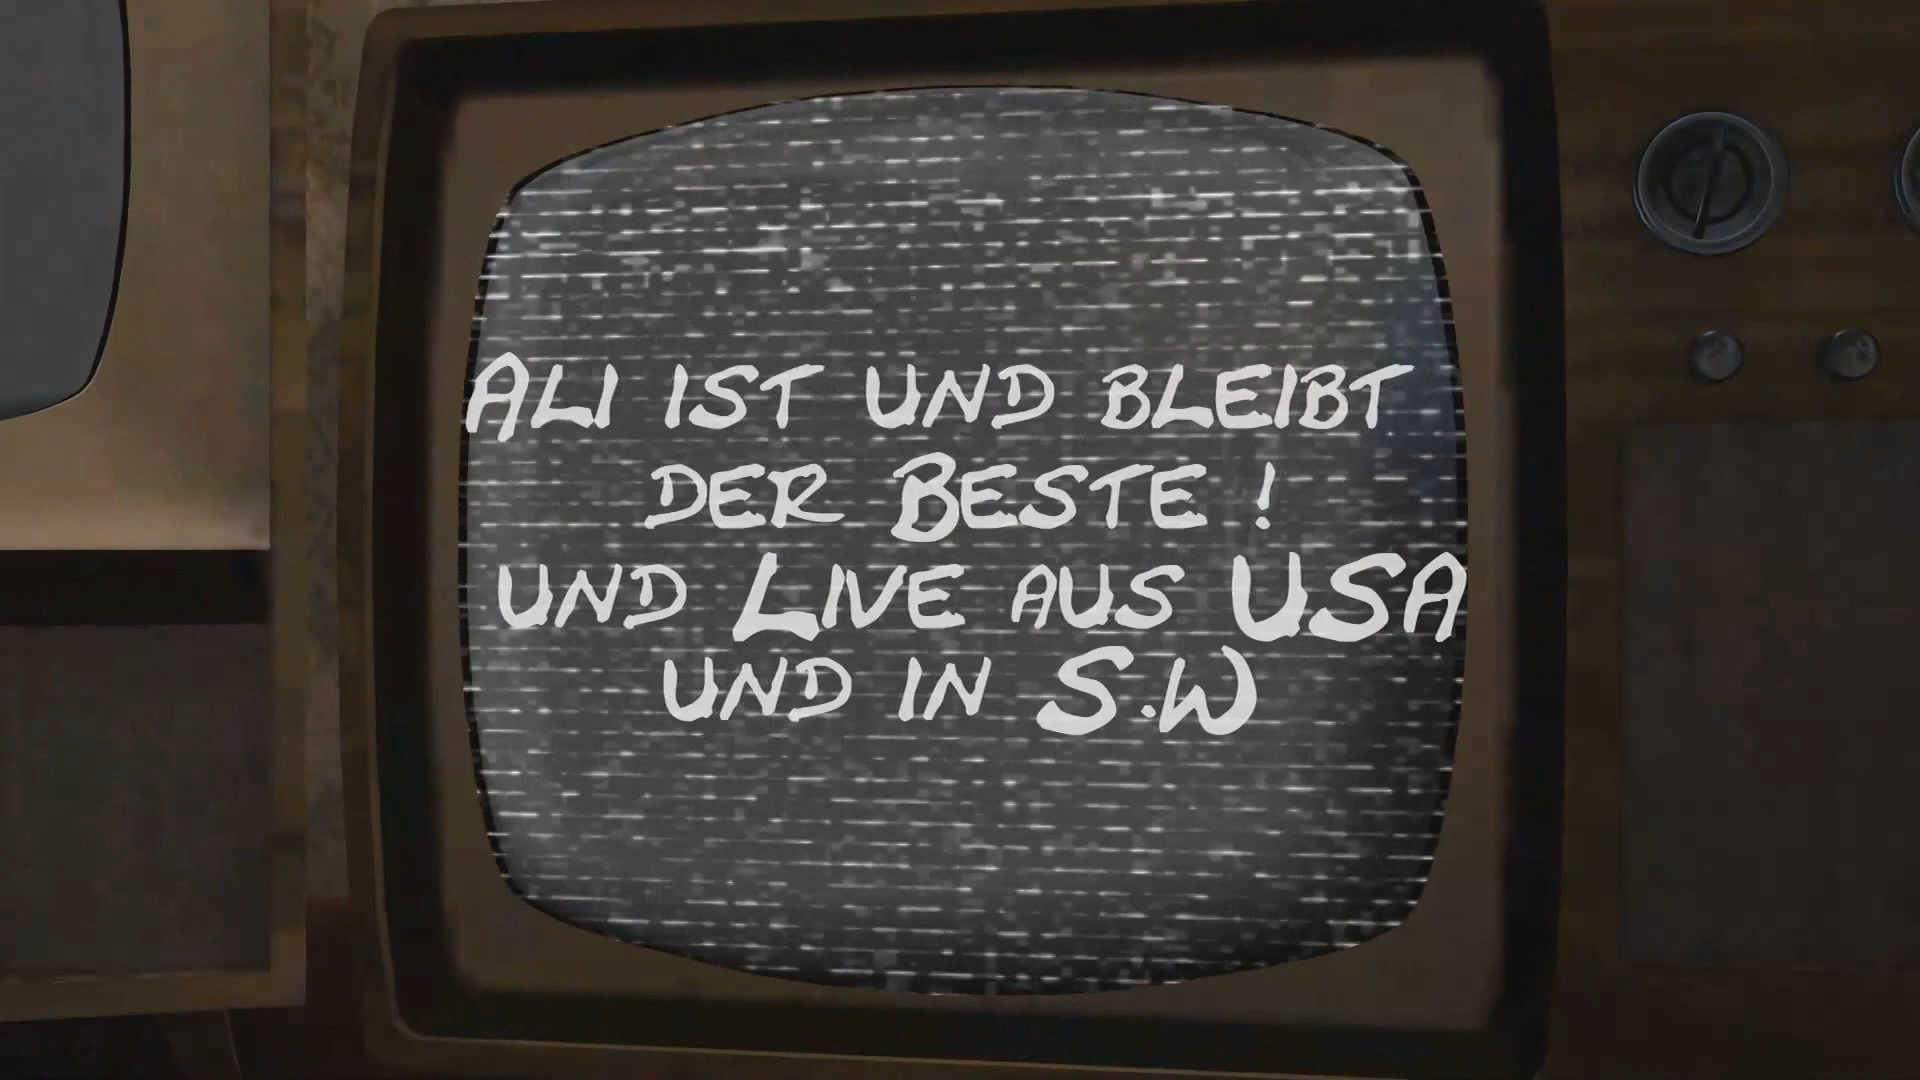 Ali ist und bleibt
der Beste !
und Live aus USA
und in S.W